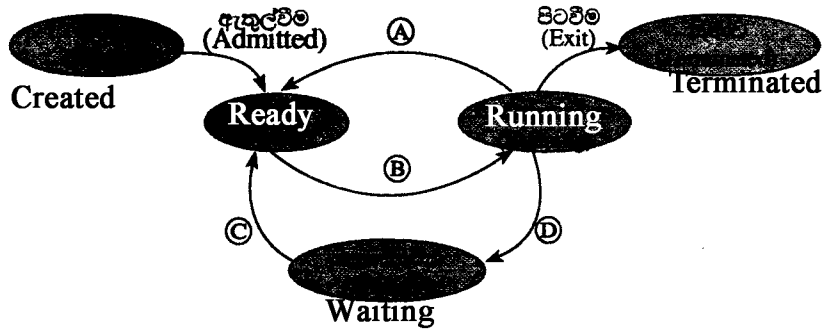 ඇතුල්වීම
(Admitted)
පිටවීම
(Exit)
A
Created
Terminated
Ready
Running
B
C
D
Waiting